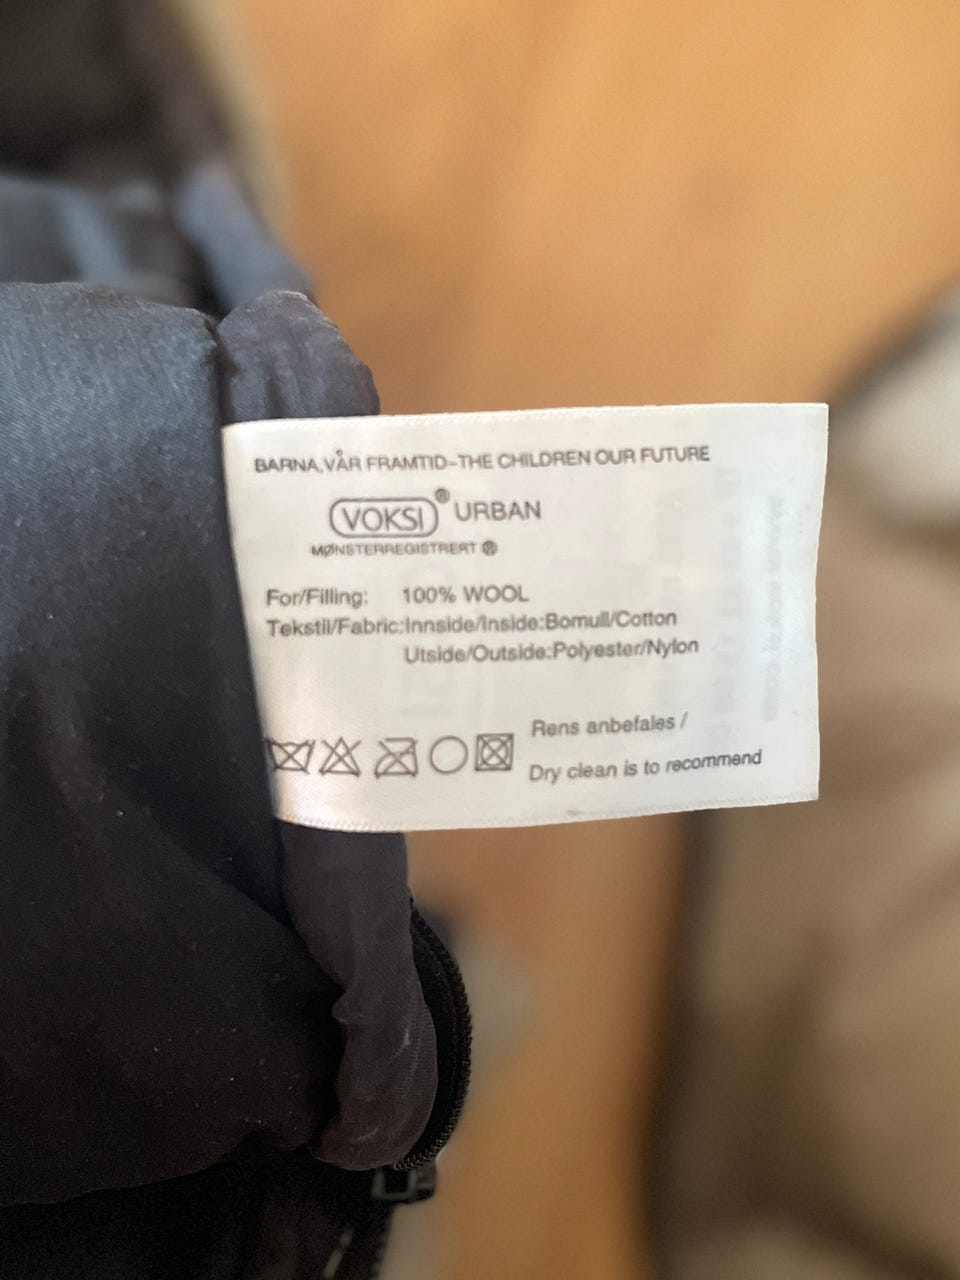 BARNA,VÅR FRAMTID-THE CHILDREN OUR FUTURE
VOKSI® URBAN
MØNSTERREGISTRERT ®
For/Filling: 100% WOOL
Tekstil/Fabric:Innside/Inside:Bomull/Cotton
Utside/Outside:Polyester/Nylon
Rens anbefales /
Dry clean is to recommend